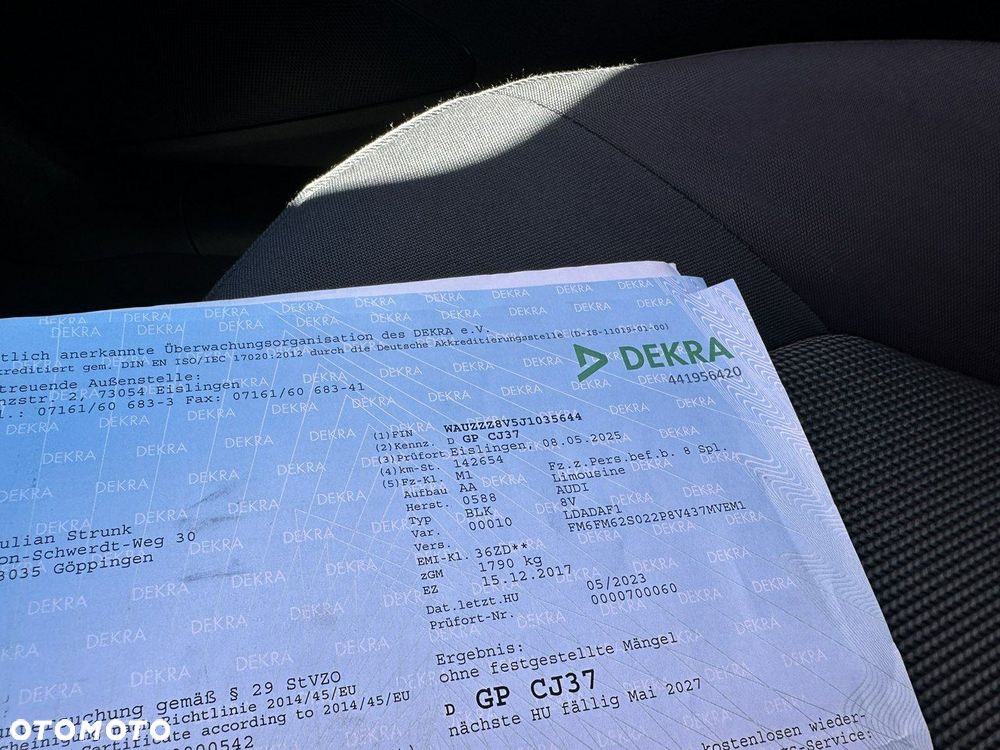 tlich anerkannte Überwachungsorganisation des DEKRA e.V.
kreditiert gem. DIN EN ISO/IEC 17020:2012 durch die Deutsche Akkreditierungsstelle (D-IS-11019-01-00)
DEKRA
441956420
treuende Außenstelle:
nzstr. 2, 73054 Eislingen
l.: 07161/60 683-3 Fax: 07161/60 683-41
(1) FIN WAUZZZ8V5J1035644
(2) Kennz. D GP CJ37
(3) Prüfort Eislingen, 08.05.2025
(4) km-St. 142654
(5) Fz-Kl. M1 Fz.z.Pers.bef.b. 8 Spl.
Aufbau AA Limousine
Herst. 0588 AUDI
Typ BLK 8V
Var. 00010 LDADAF1
Vers. FM6FM62S022P8V437MVEM1
EMI-Kl. 36ZD**
zGM 1790 kg
EZ 15.12.2017
Dat.letzt.HU 05/2023
Prüfort-Nr. 0000700060
ulian Strunk
on-Schwerdt-Weg 30
3035 Göppingen
Ergebnis:
ohne festgestellte Mängel
D GP CJ37
nächste HU fällig Mai 2027
suchung gemäß § 29 StVZO
richtlinie 2014/45/EU
Certificate according to 2014/45/EU
0000542
kostenlosen wieder-
-Service:
OTOMOTO